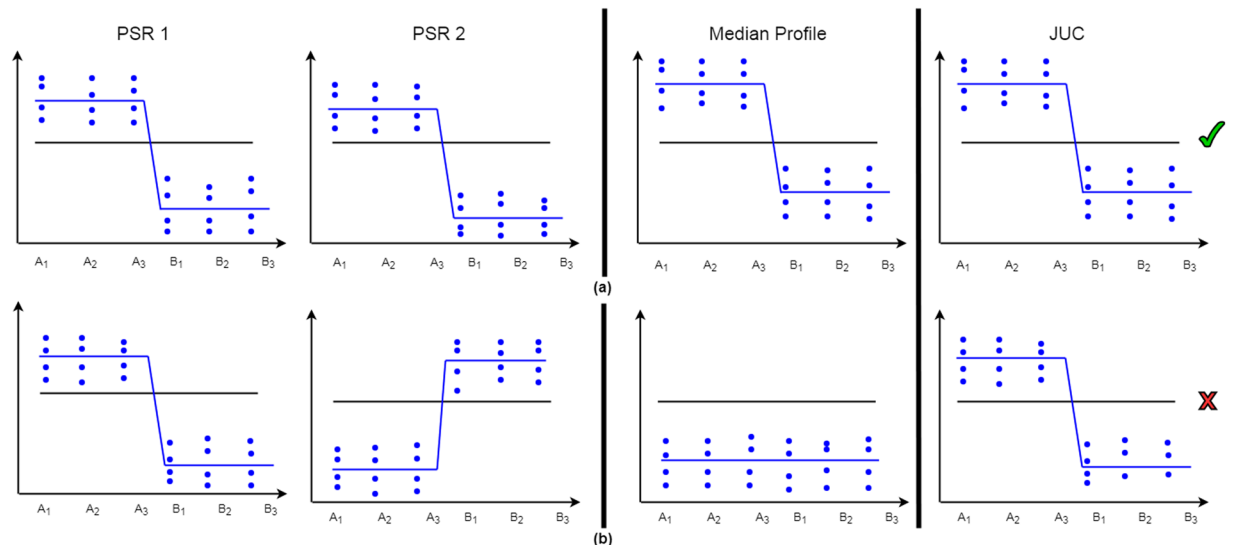 PSR 1 PSR 2 Median Profile JUC
A1 A2 A3 B1 B2 B3 A1 A2 A3 B1 B2 B3 A1 A2 A3 B1 B2 B3 A1 A2 A3 B1 B2 B3
(a)
A1 A2 A3 B1 B2 B3 A1 A2 A3 B1 B2 B3 A1 A2 A3 B1 B2 B3 A1 A2 A3 B1 B2 B3
(b)